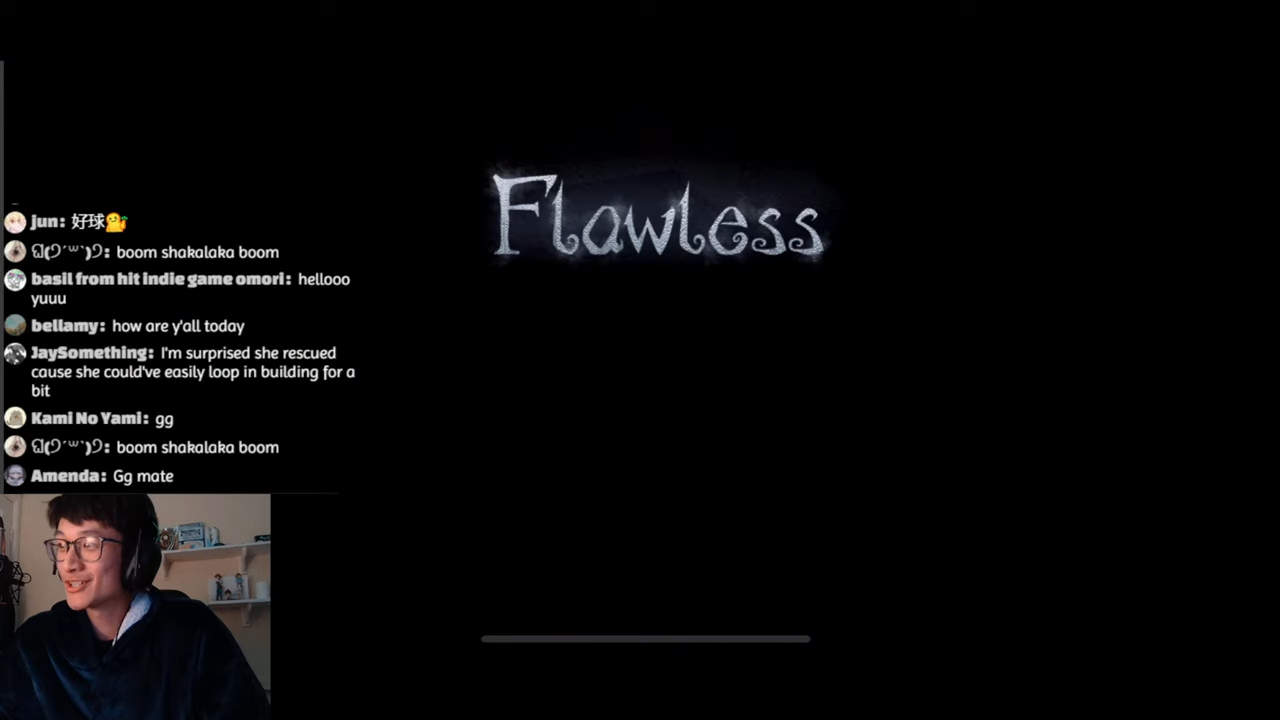 Flawless
jun: 好球
boom shakalaka boom
basil from hit indie game omori: hellooo
yuuu
bellamy: how are y'all today
JaySomething: I'm surprised she rescued
cause she could've easily loop in building for a
bit
Kami No Yami: gg
boom shakalaka boom
Amenda: Gg mate